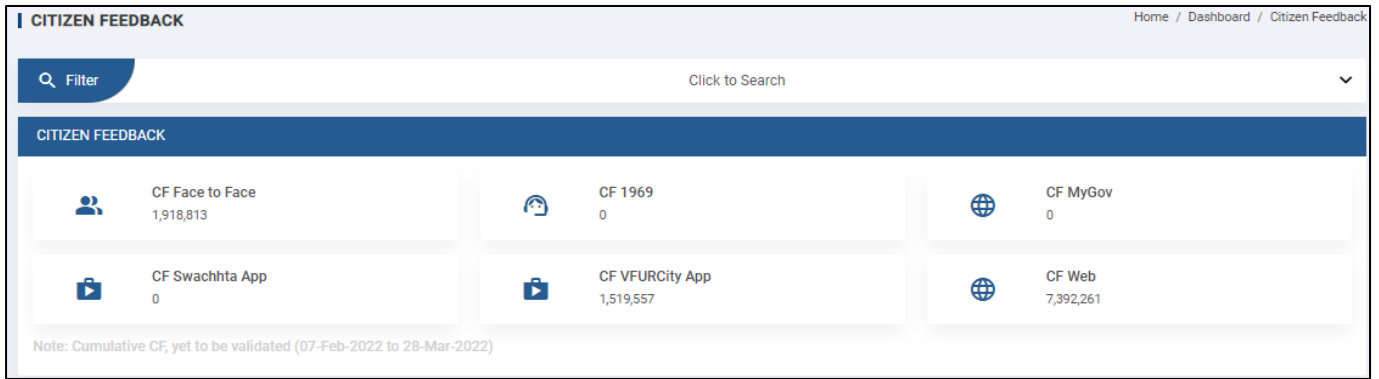 CITIZEN FEEDBACK
Home / Dashboard / Citizen Feedback
Filter
Click to Search
CITIZEN FEEDBACK
CF Face to Face
1,918,813
CF 1969
0
CF MyGov
0
CF Swachhta App
0
CF VFURCity App
1,519,557
CF Web
7,392,261
Note: Cumulative CF, yet to be validated (07-Feb-2022 to 28-Mar-2022)